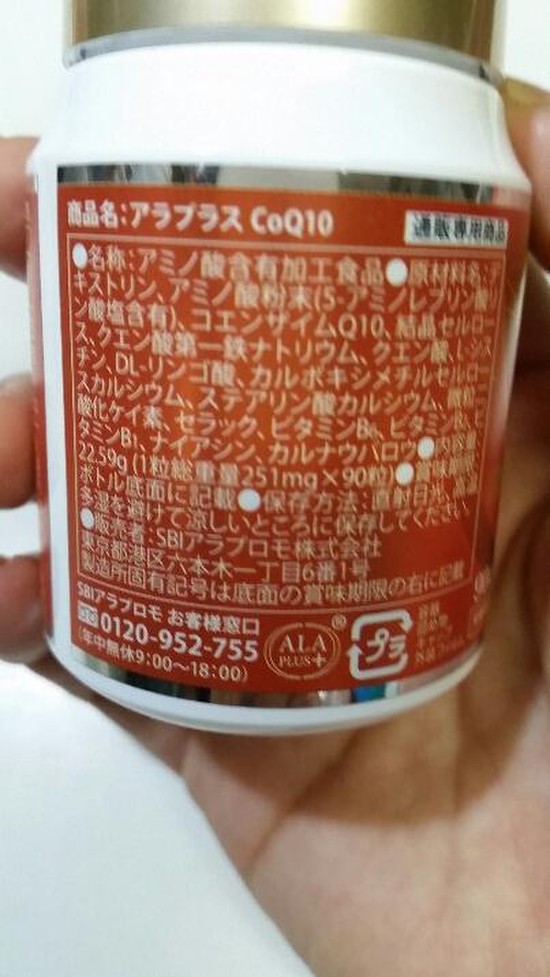 商品名：アラプラス CoQ10
通販専用商品
●名称：アミノ酸含有加工食品●原材料名：デ
キストリン、アミノ酸粉末(5-アミノレブリン酸リ
ン酸塩含有)、コエンザイムQ10、結晶セルロー
ス、クエン酸第一鉄ナトリウム、クエン酸、L-シス
チン、DL-リンゴ酸、カルボキシメチルセルロー
スカルシウム、ステアリン酸カルシウム、微粒二
酸化ケイ素、セラック、ビタミンB₆、ビタミン
タミンB₁、ナイアシン、カルナウバロウ●内容量：
22.59g (1粒総重量251mg×90粒)●賞味期限：
ボトル底面に記載●保存方法：直射日光、高温
多湿を避けて涼しいところに保存してください。
●販売者：SBIアラプロモ株式会社
東京都港区六本木一丁目6番1号
製造所固有記号は底面の賞味期限の右に記載
SBIアラプロモ お客様窓口
0120-952-755
(年中無休9：00〜18：00)
ALA
PLUS+
®
プラ